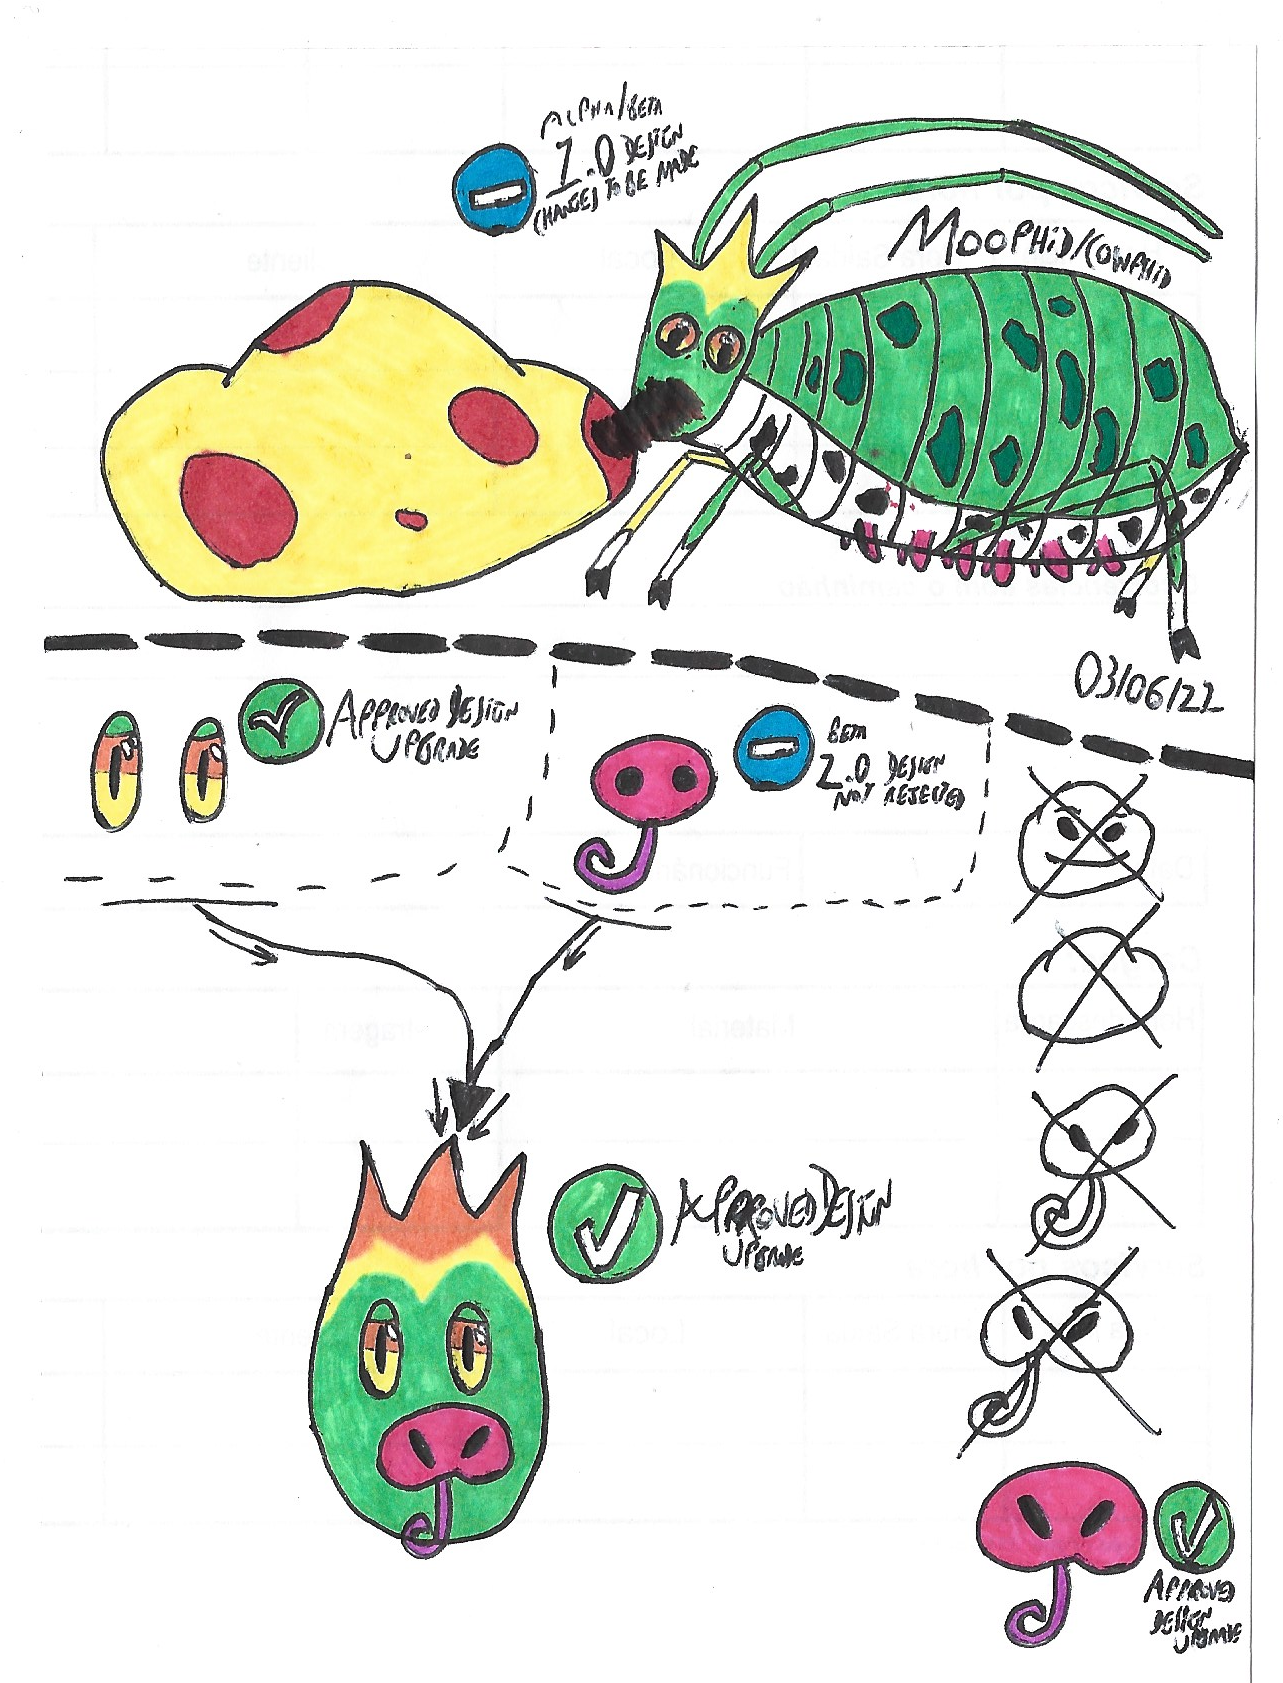 ALPHA/BETA
1.0 DESIGN
CHANGES TO BE MADE
MOOPHID/COWPHID
03/06/22
APPROVED DESIGN
UPGRADE
BETA
2.0 DESIGN
NOT REJECTED
APPROVED DESIGN
UPGRADE
APPROVED
DESIGN
UPGRADE